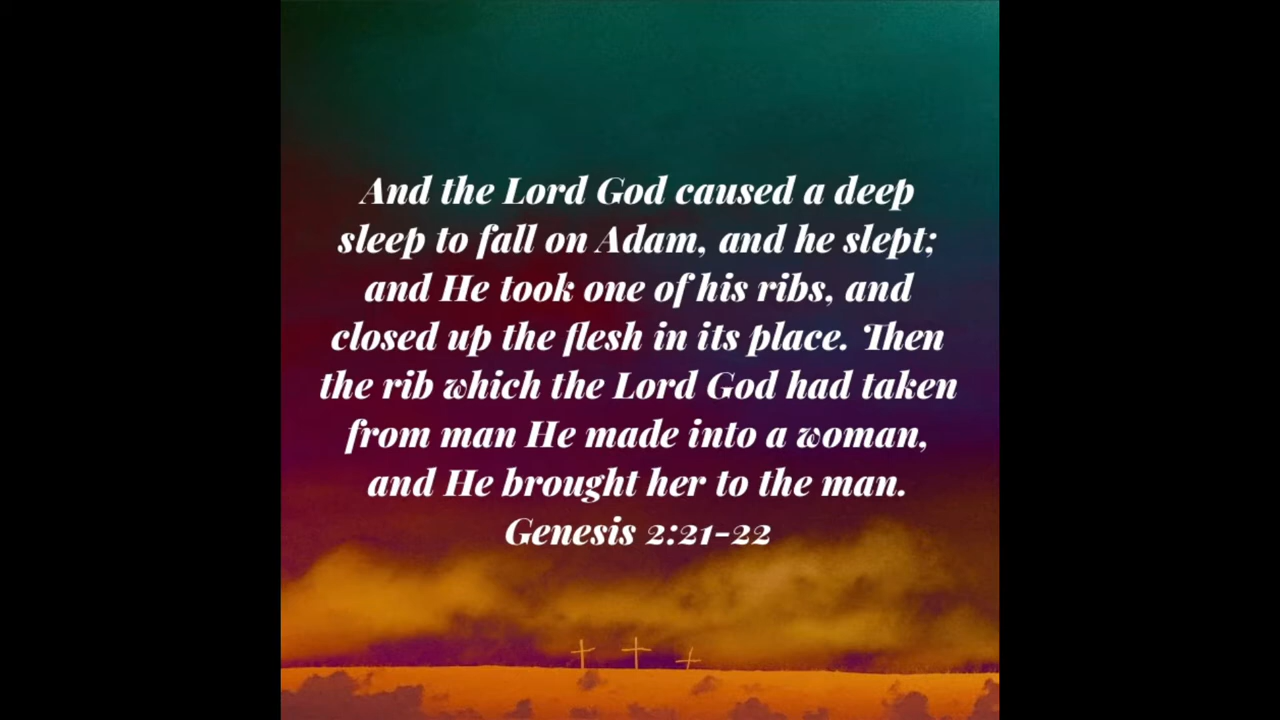 And the Lord God caused a deep
sleep to fall on Adam, and he slept;
and He took one of his ribs, and
closed up the flesh in its place. Then
the rib which the Lord God had taken
from man He made into a woman,
and He brought her to the man.
Genesis 2:21-22